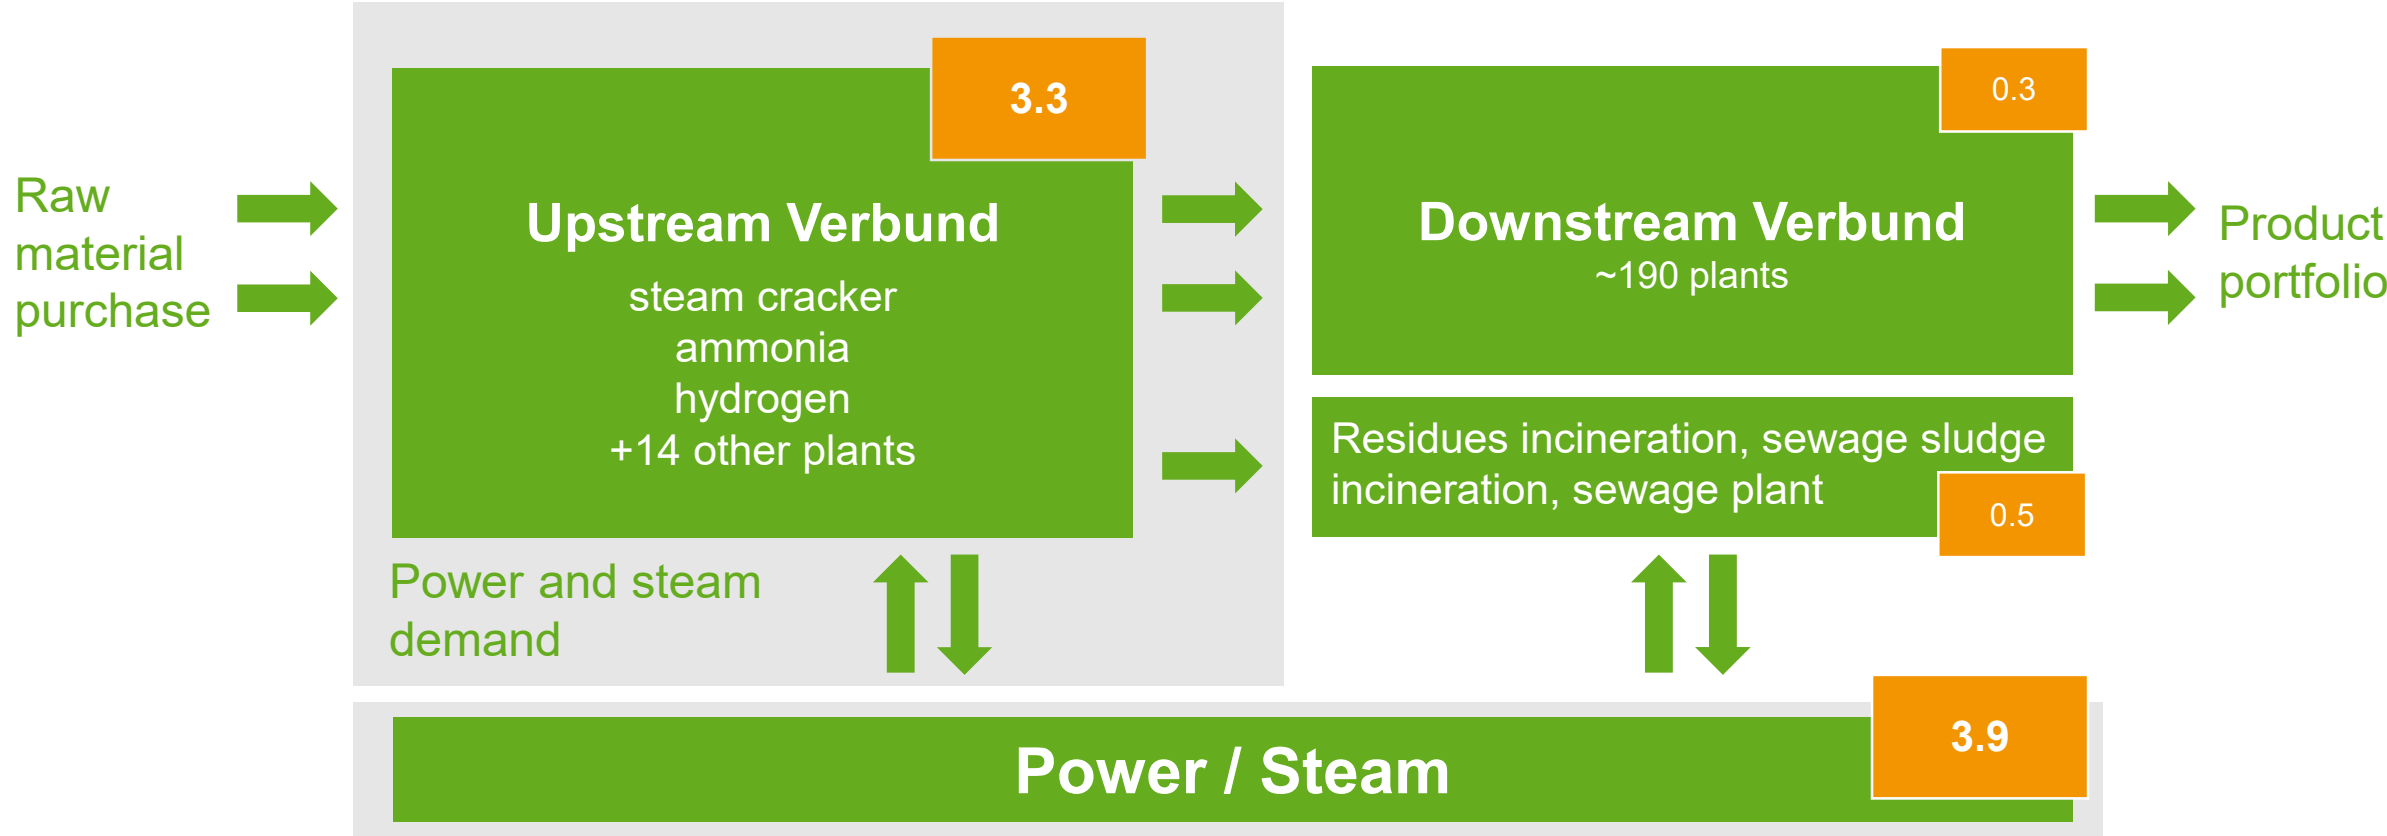 Raw
material
purchase
3.3
Upstream Verbund
steam cracker
ammonia
hydrogen
+14 other plants
Power and steam
demand
0.3
Downstream Verbund
~190 plants
Residues incineration, sewage sludge
incineration, sewage plant
0.5
Product
portfolio
3.9
Power / Steam